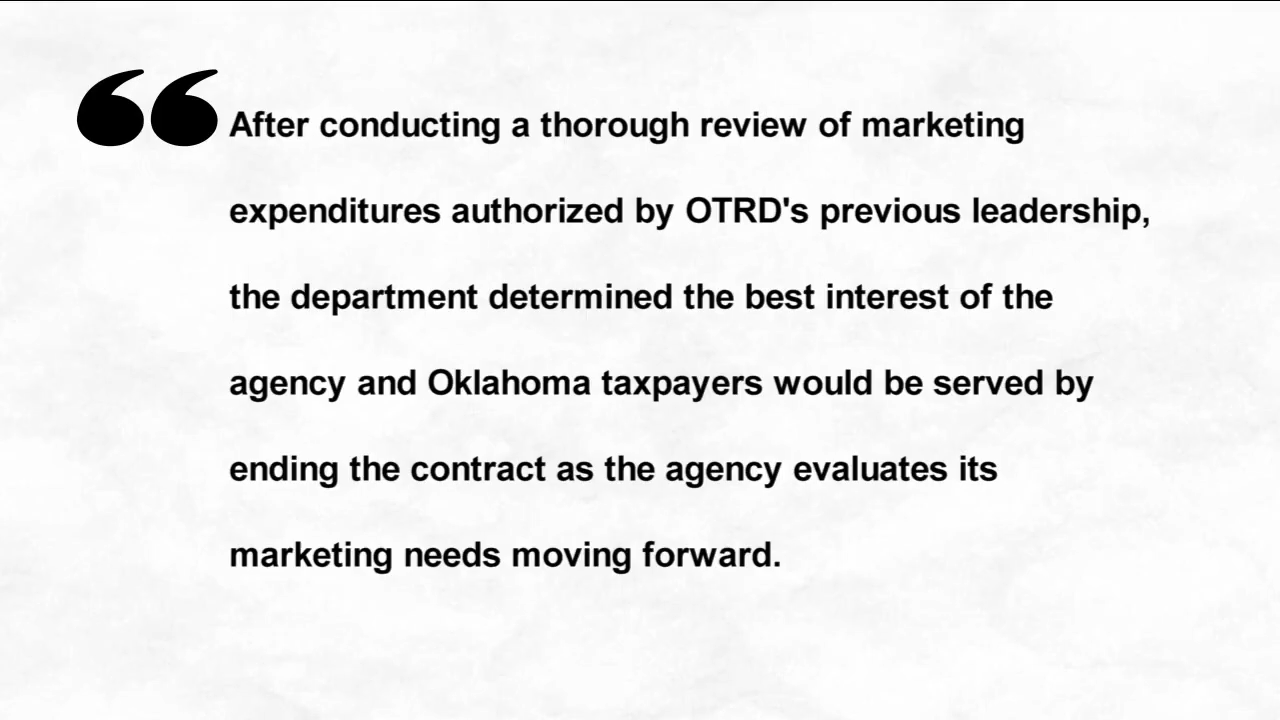 “After conducting a thorough review of marketing
expenditures authorized by OTRD's previous leadership,
the department determined the best interest of the
agency and Oklahoma taxpayers would be served by
ending the contract as the agency evaluates its
marketing needs moving forward.